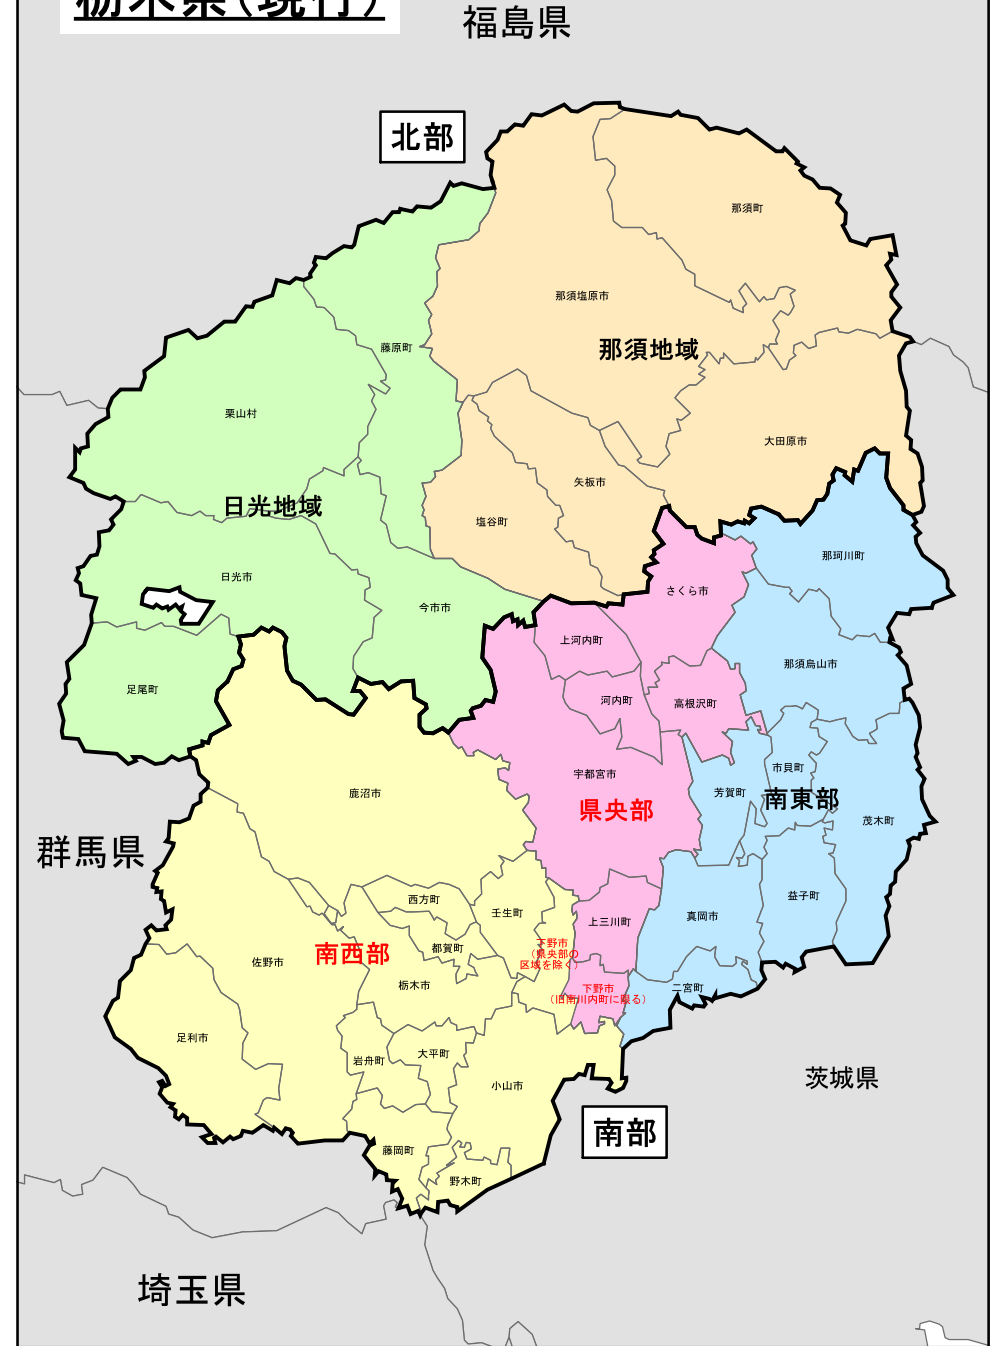 栃木県（現行）
福島県
北部
那須町
那須塩原市
那須地域
藤原町
栗山村
大田原市
矢板市
日光地域
塩谷町
那珂川町
日光市
さくら市
今市市
上河内町
那須烏山市
足尾町
河内町
高根沢町
宇都宮市
市貝町
鹿沼市
芳賀町
南東部
県央部
茂木町
群馬県
西方町
益子町
壬生町
真岡市
上三川町
都賀町
下野市
（県央部の
区域を除く）
南西部
佐野市
栃木市
下野市
（旧南川内町に限る）
二宮町
足利市
大平町
岩舟町
小山市
茨城県
南部
藤岡町
野木町
埼玉県